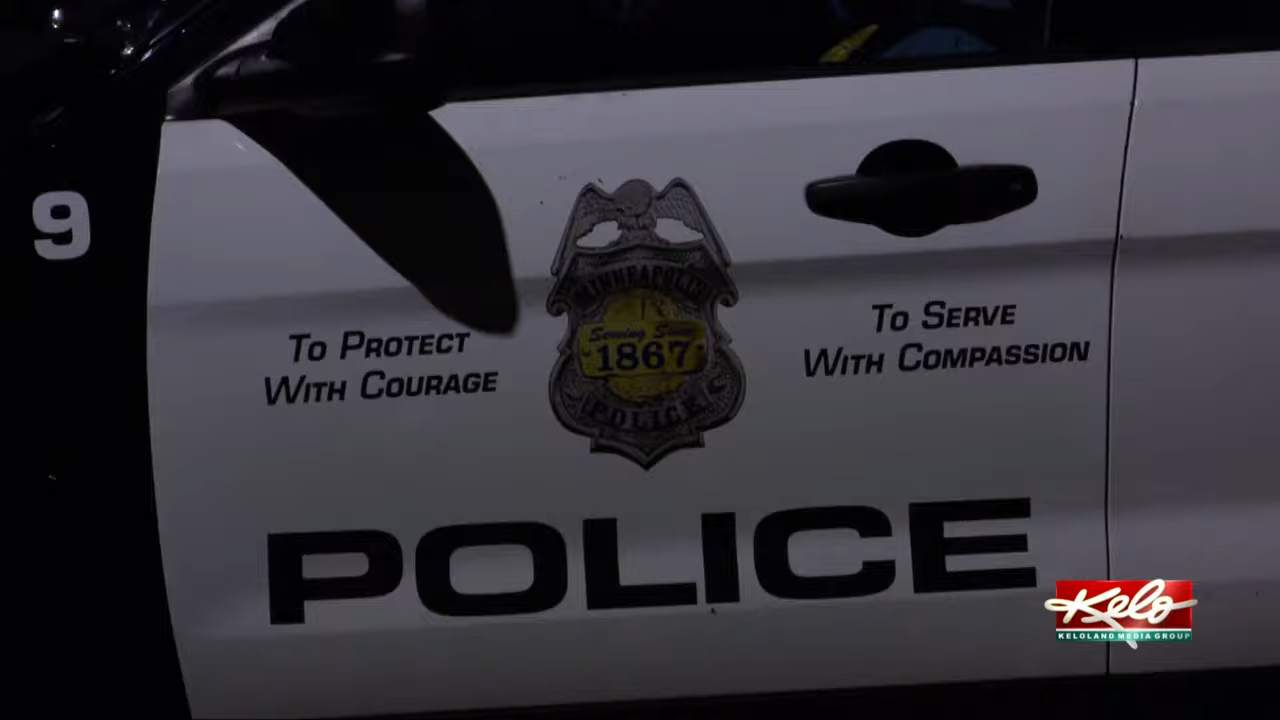 9
MINNEAPOLIS
Serving Since
1867
POLICE
To Protect
With Courage
To Serve
With Compassion
POLICE
Kelo
KELOLAND MEDIA GROUP